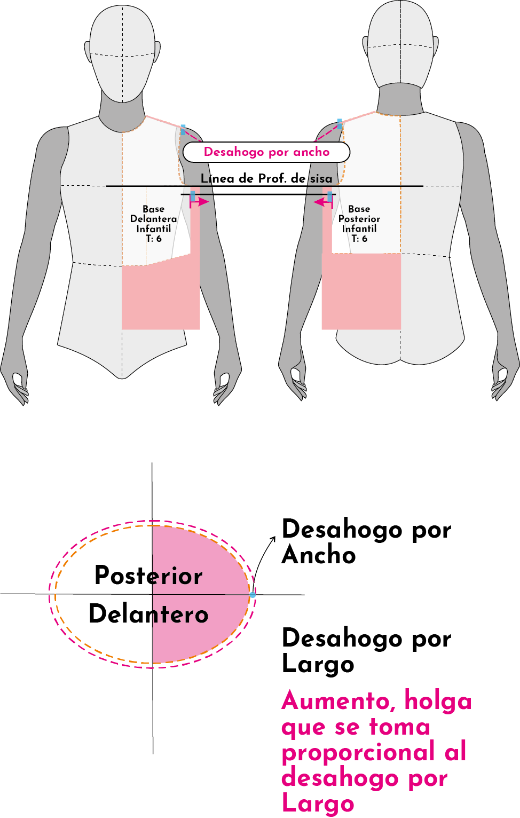 Desahogo por ancho
Línea de Prof. de sisa
Base
Delantera
Infantil
T: 6
Base
Posterior
Infantil
T: 6
Posterior
Delantero
Desahogo por
Ancho
Desahogo por
Largo
Aumento, holga
que se toma
proporcional al
desahogo por
Largo